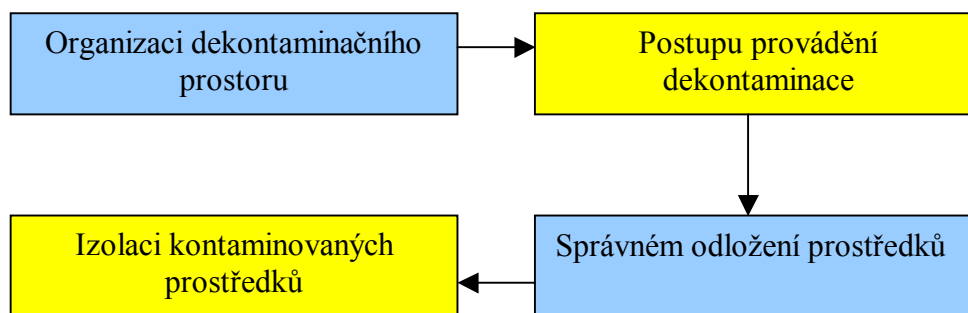 Organizaci dekontaminačního
prostoru
Postupu provádění
dekontaminace
Správném odložení prostředků
Izolaci kontaminovaných
prostředků